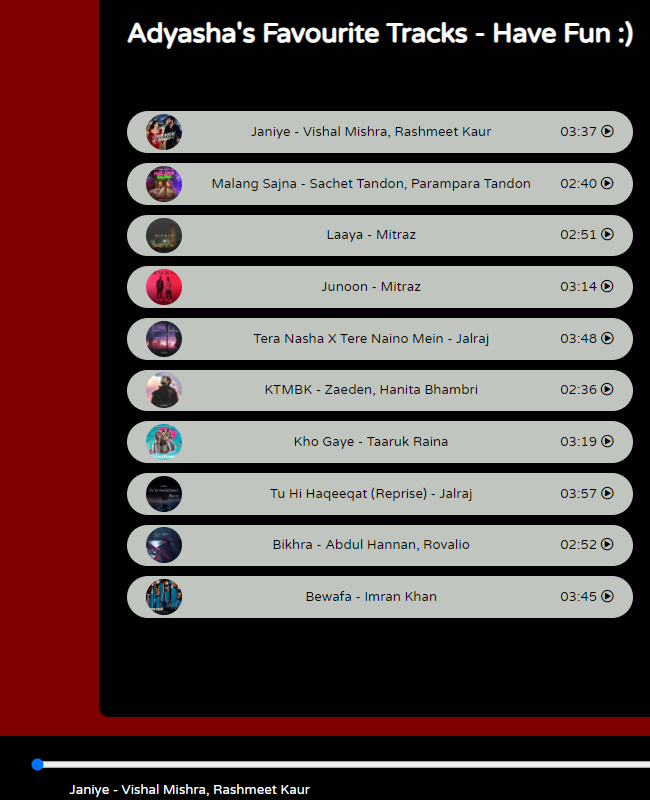 Adyasha's Favourite Tracks - Have Fun :)
Janiye - Vishal Mishra, Rashmeet Kaur 03:37
Malang Sajna - Sachet Tandon, Parampara Tandon 02:40
Laaya - Mitraz 02:51
Junoon - Mitraz 03:14
Tera Nasha X Tere Naino Mein - Jalraj 03:48
KTMBK - Zaeden, Hanita Bhambri 02:36
Kho Gaye - Taaruk Raina 03:19
Tu Hi Haqeeqat (Reprise) - Jalraj 03:57
Bikhra - Abdul Hannan, Rovalio 02:52
Bewafa - Imran Khan 03:45
Janiye - Vishal Mishra, Rashmeet Kaur